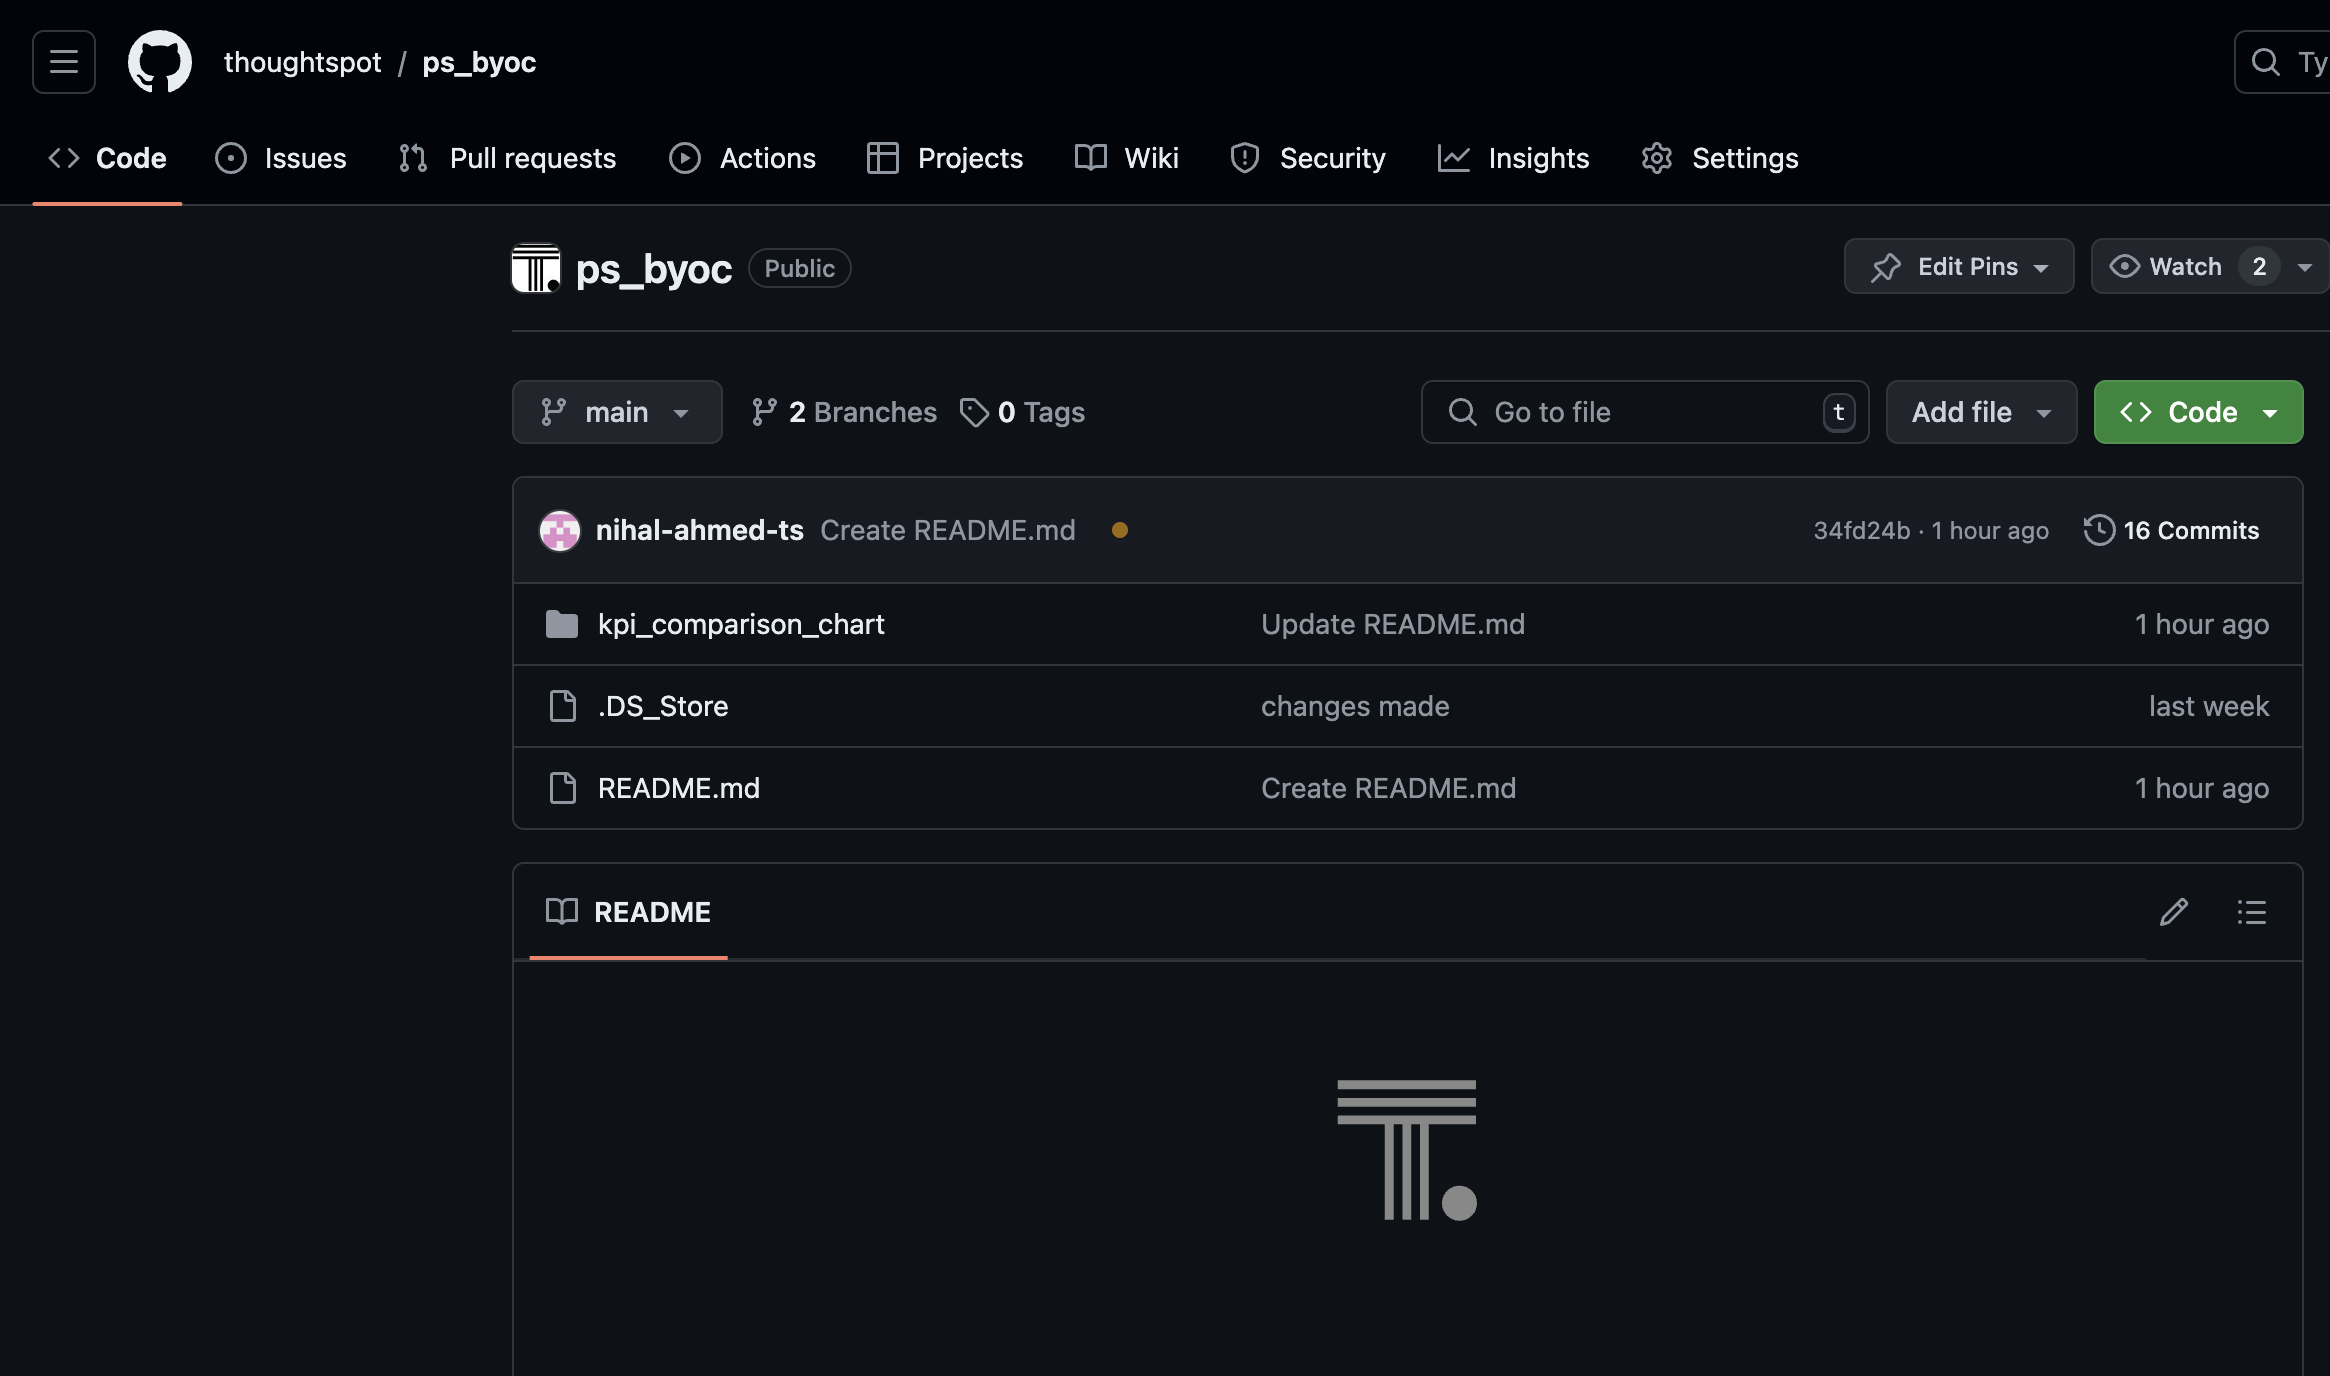 thoughtspot / ps_byoc
Ty
Code Issues Pull requests Actions Projects Wiki Security Insights Settings
ps_byoc Public
Edit Pins Watch 2
main 2 Branches 0 Tags
Go to file t Add file Code
nihal-ahmed-ts Create README.md 34fd24b · 1 hour ago 16 Commits
kpi_comparison_chart Update README.md 1 hour ago
.DS_Store changes made last week
README.md Create README.md 1 hour ago
README